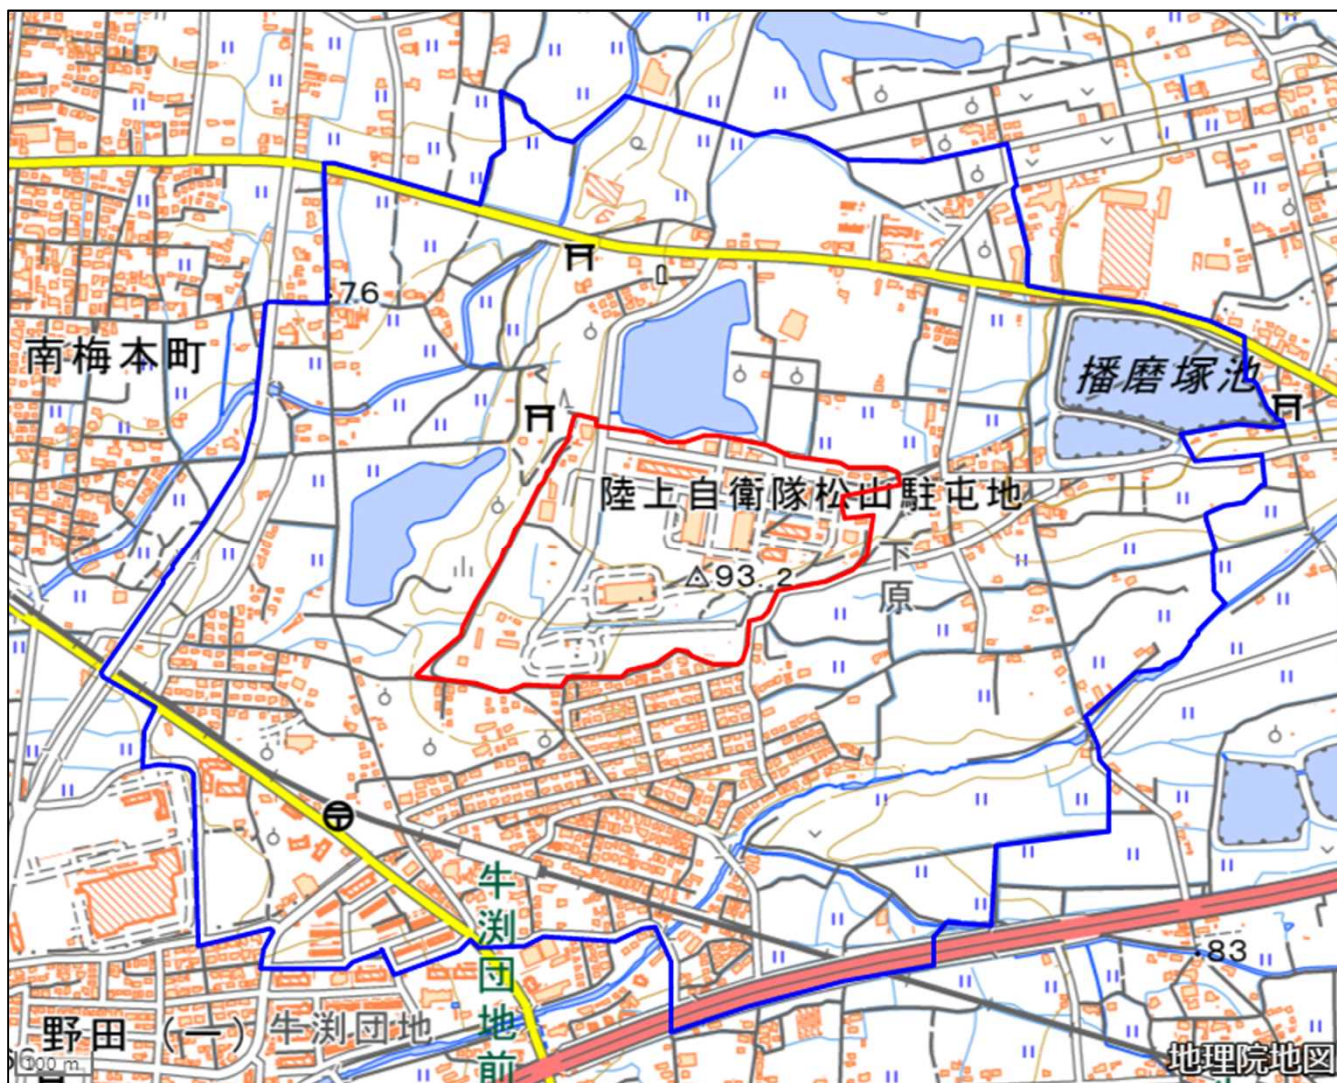 76
南梅本町
播磨塚池
陸上自衛隊松山駐屯地
93.2
下原
牛渕団地前
83
野田(一)
牛渕団地
100 m
地理院地図